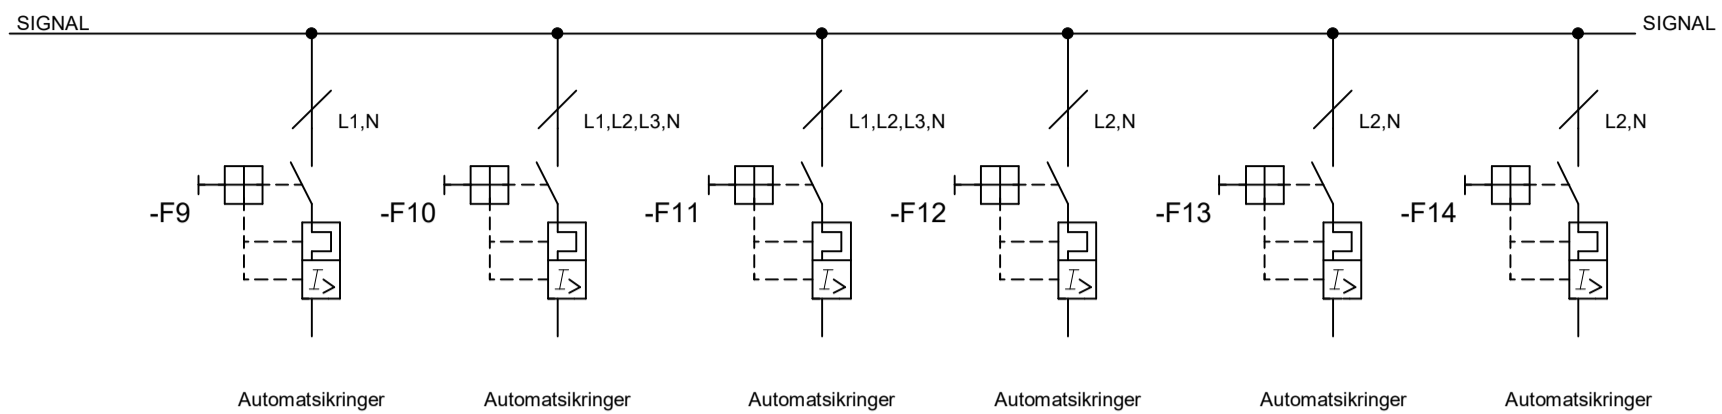 SIGNAL
SIGNAL
L1,N
L1,L2,L3,N
L1,L2,L3,N
L2,N
L2,N
L2,N
-F9
-F10
-F11
-F12
-F13
-F14
I>
I>
I>
I>
I>
I>
Automatsikringer
Automatsikringer
Automatsikringer
Automatsikringer
Automatsikringer
Automatsikringer